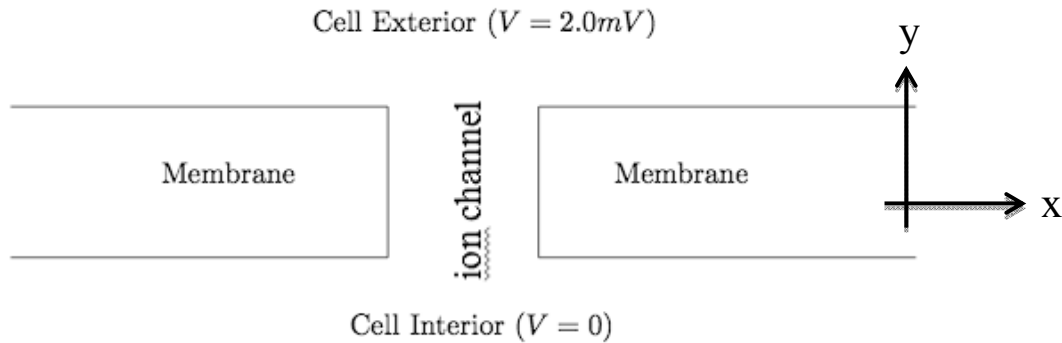 Cell Exterior (V = 2.0mV)
y
ion channel
Membrane
Membrane
x
Cell Interior (V = 0)